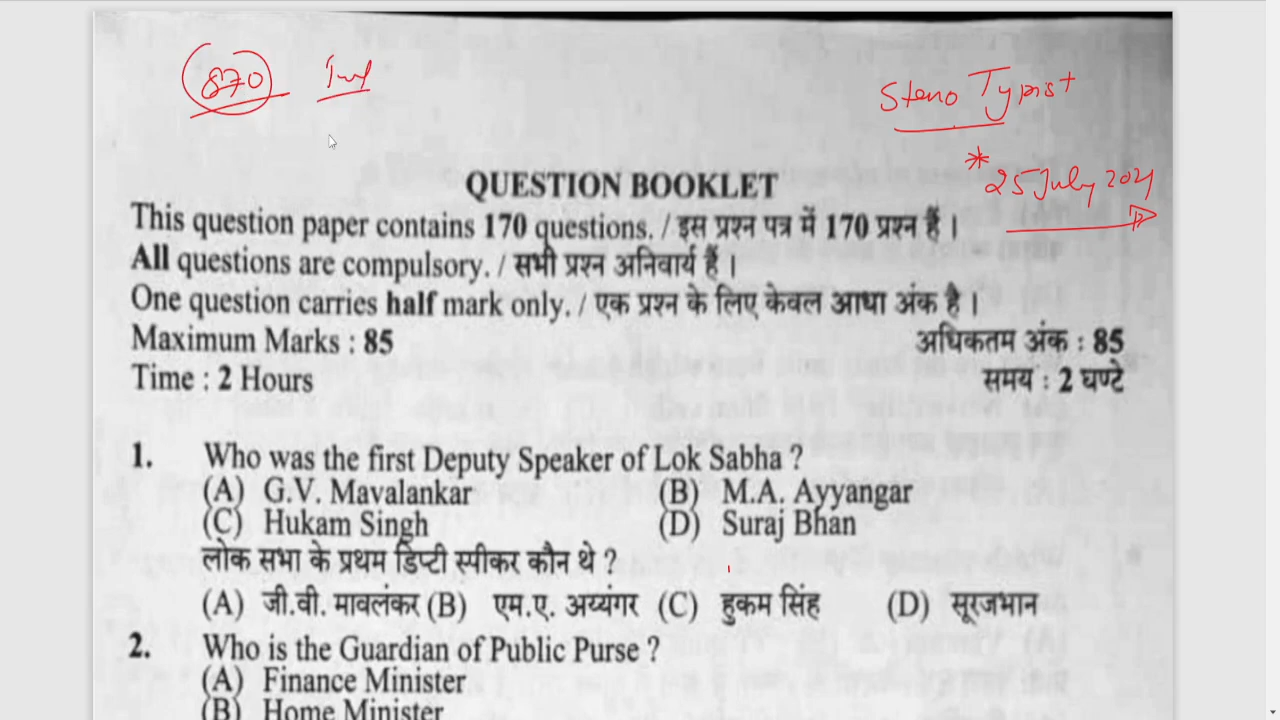 870
Steno Typist
* 25 July 2021
QUESTION BOOKLET
This question paper contains 170 questions. / इस प्रश्न पत्र में 170 प्रश्न हैं ।
All questions are compulsory. / सभी प्रश्न अनिवार्य हैं ।
One question carries half mark only. / एक प्रश्न के लिए केवल आधा अंक है ।
Maximum Marks : 85 अधिकतम अंक : 85
Time : 2 Hours समय : 2 घण्टे
1. Who was the first Deputy Speaker of Lok Sabha ?
(A) G.V. Mavalankar (B) M.A. Ayyangar
(C) Hukam Singh (D) Suraj Bhan
लोक सभा के प्रथम डिप्टी स्पीकर कौन थे ?
(A) जी.वी. मावलंकर (B) एम.ए. अय्यंगर (C) हुकम सिंह (D) सूरजभान
2. Who is the Guardian of Public Purse ?
(A) Finance Minister
(B) Home Minister